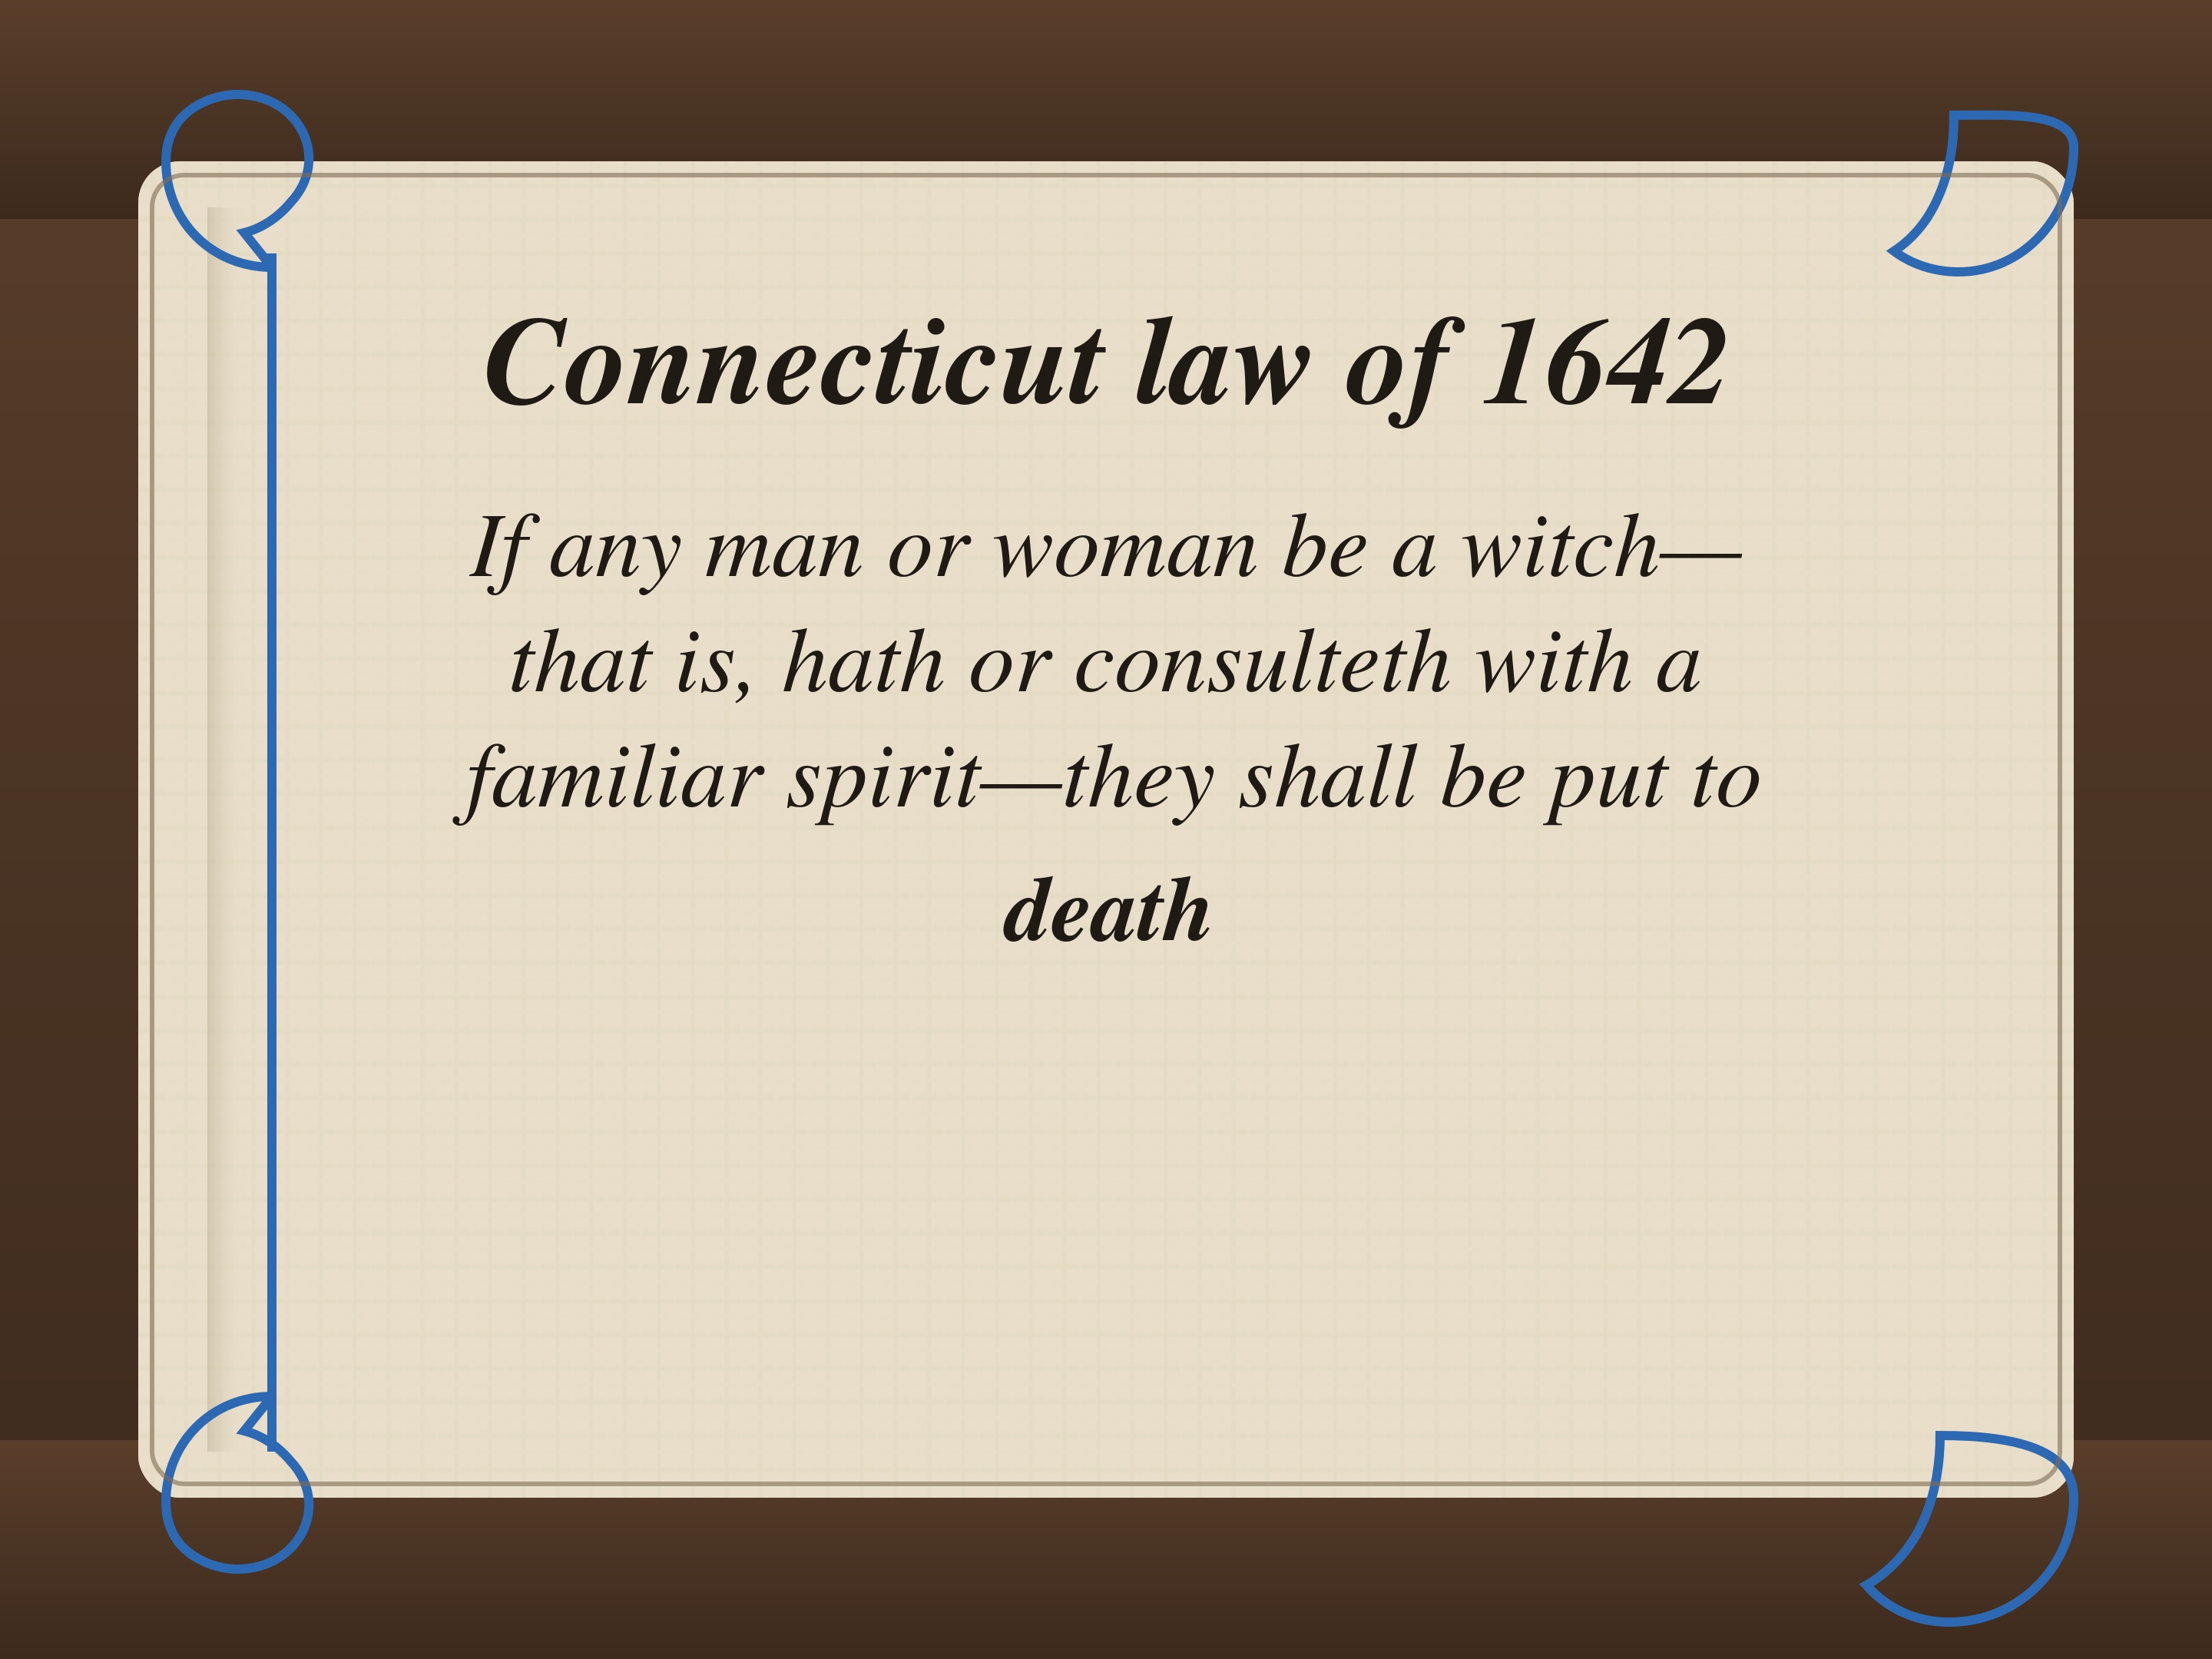 Connecticut law of 1642
If any man or woman be a witch—
that is, hath or consulteth with a
familiar spirit—they shall be put to
death